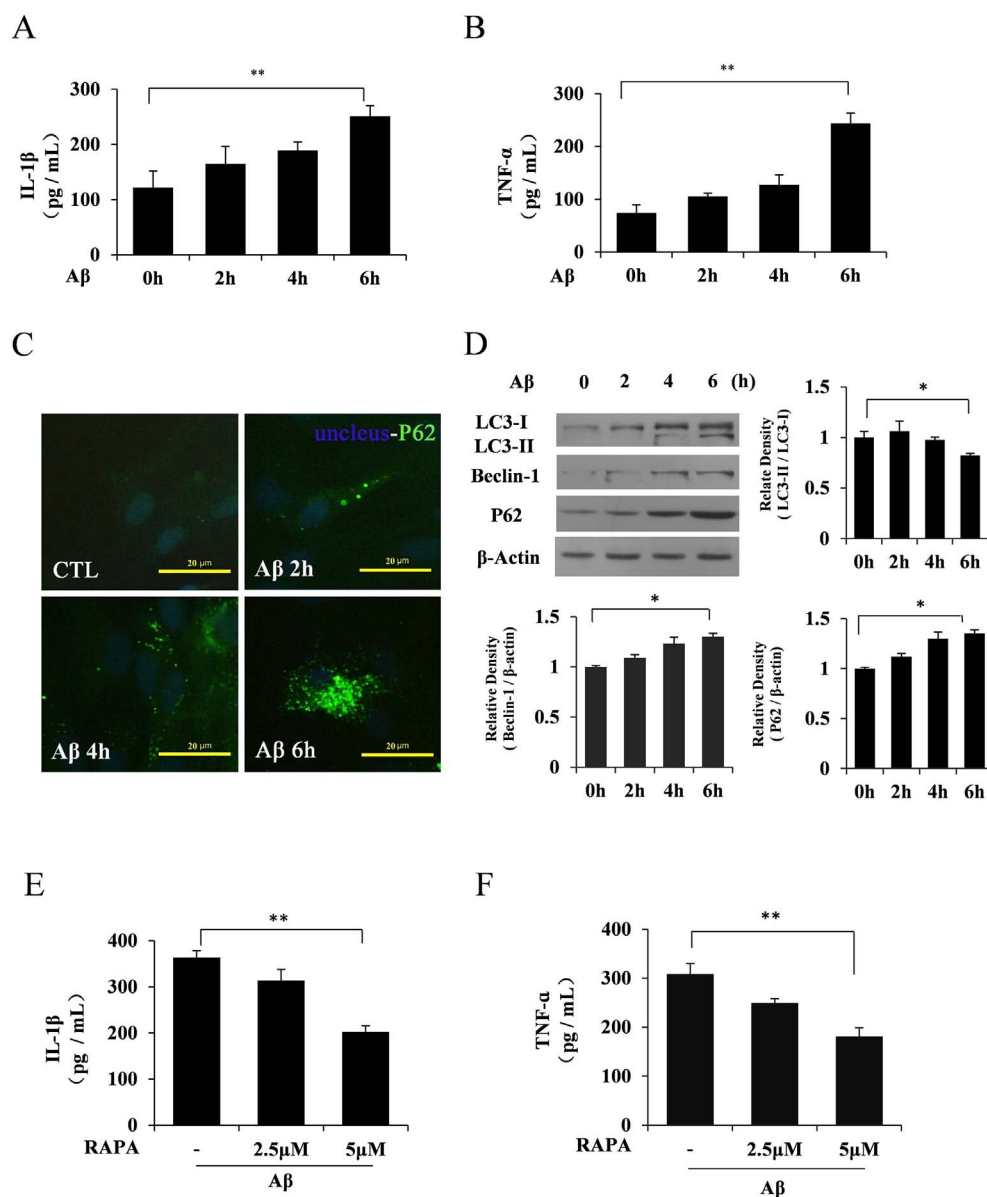 A
**
300
200
100
0
IL-1β
(pg / mL)
Aβ 0h 2h 4h 6h
B
**
300
200
100
0
TNF-α
(pg / mL)
Aβ 0h 2h 4h 6h
C
uncleus-P62
CTL
20 μm
Aβ 2h
20 μm
Aβ 4h
20 μm
Aβ 6h
20 μm
D
Aβ 0 2 4 6 (h)
LC3-I
LC3-II
Beclin-1
P62
β-Actin
1.5
1
0.5
0
*
Relate Density
( LC3-II / LC3-I)
0h 2h 4h 6h
1.5
1
0.5
0
*
Relative Density
( Beclin-1 / β-actin)
0h 2h 4h 6h
1.5
1
0.5
0
*
Relative Density
( P62 / β-actin)
0h 2h 4h 6h
E
**
400
300
200
100
0
IL-1β
(pg / mL)
RAPA - 2.5μM 5μM
Aβ
F
**
400
300
200
100
0
TNF-α
(pg / mL)
RAPA - 2.5μM 5μM
Aβ